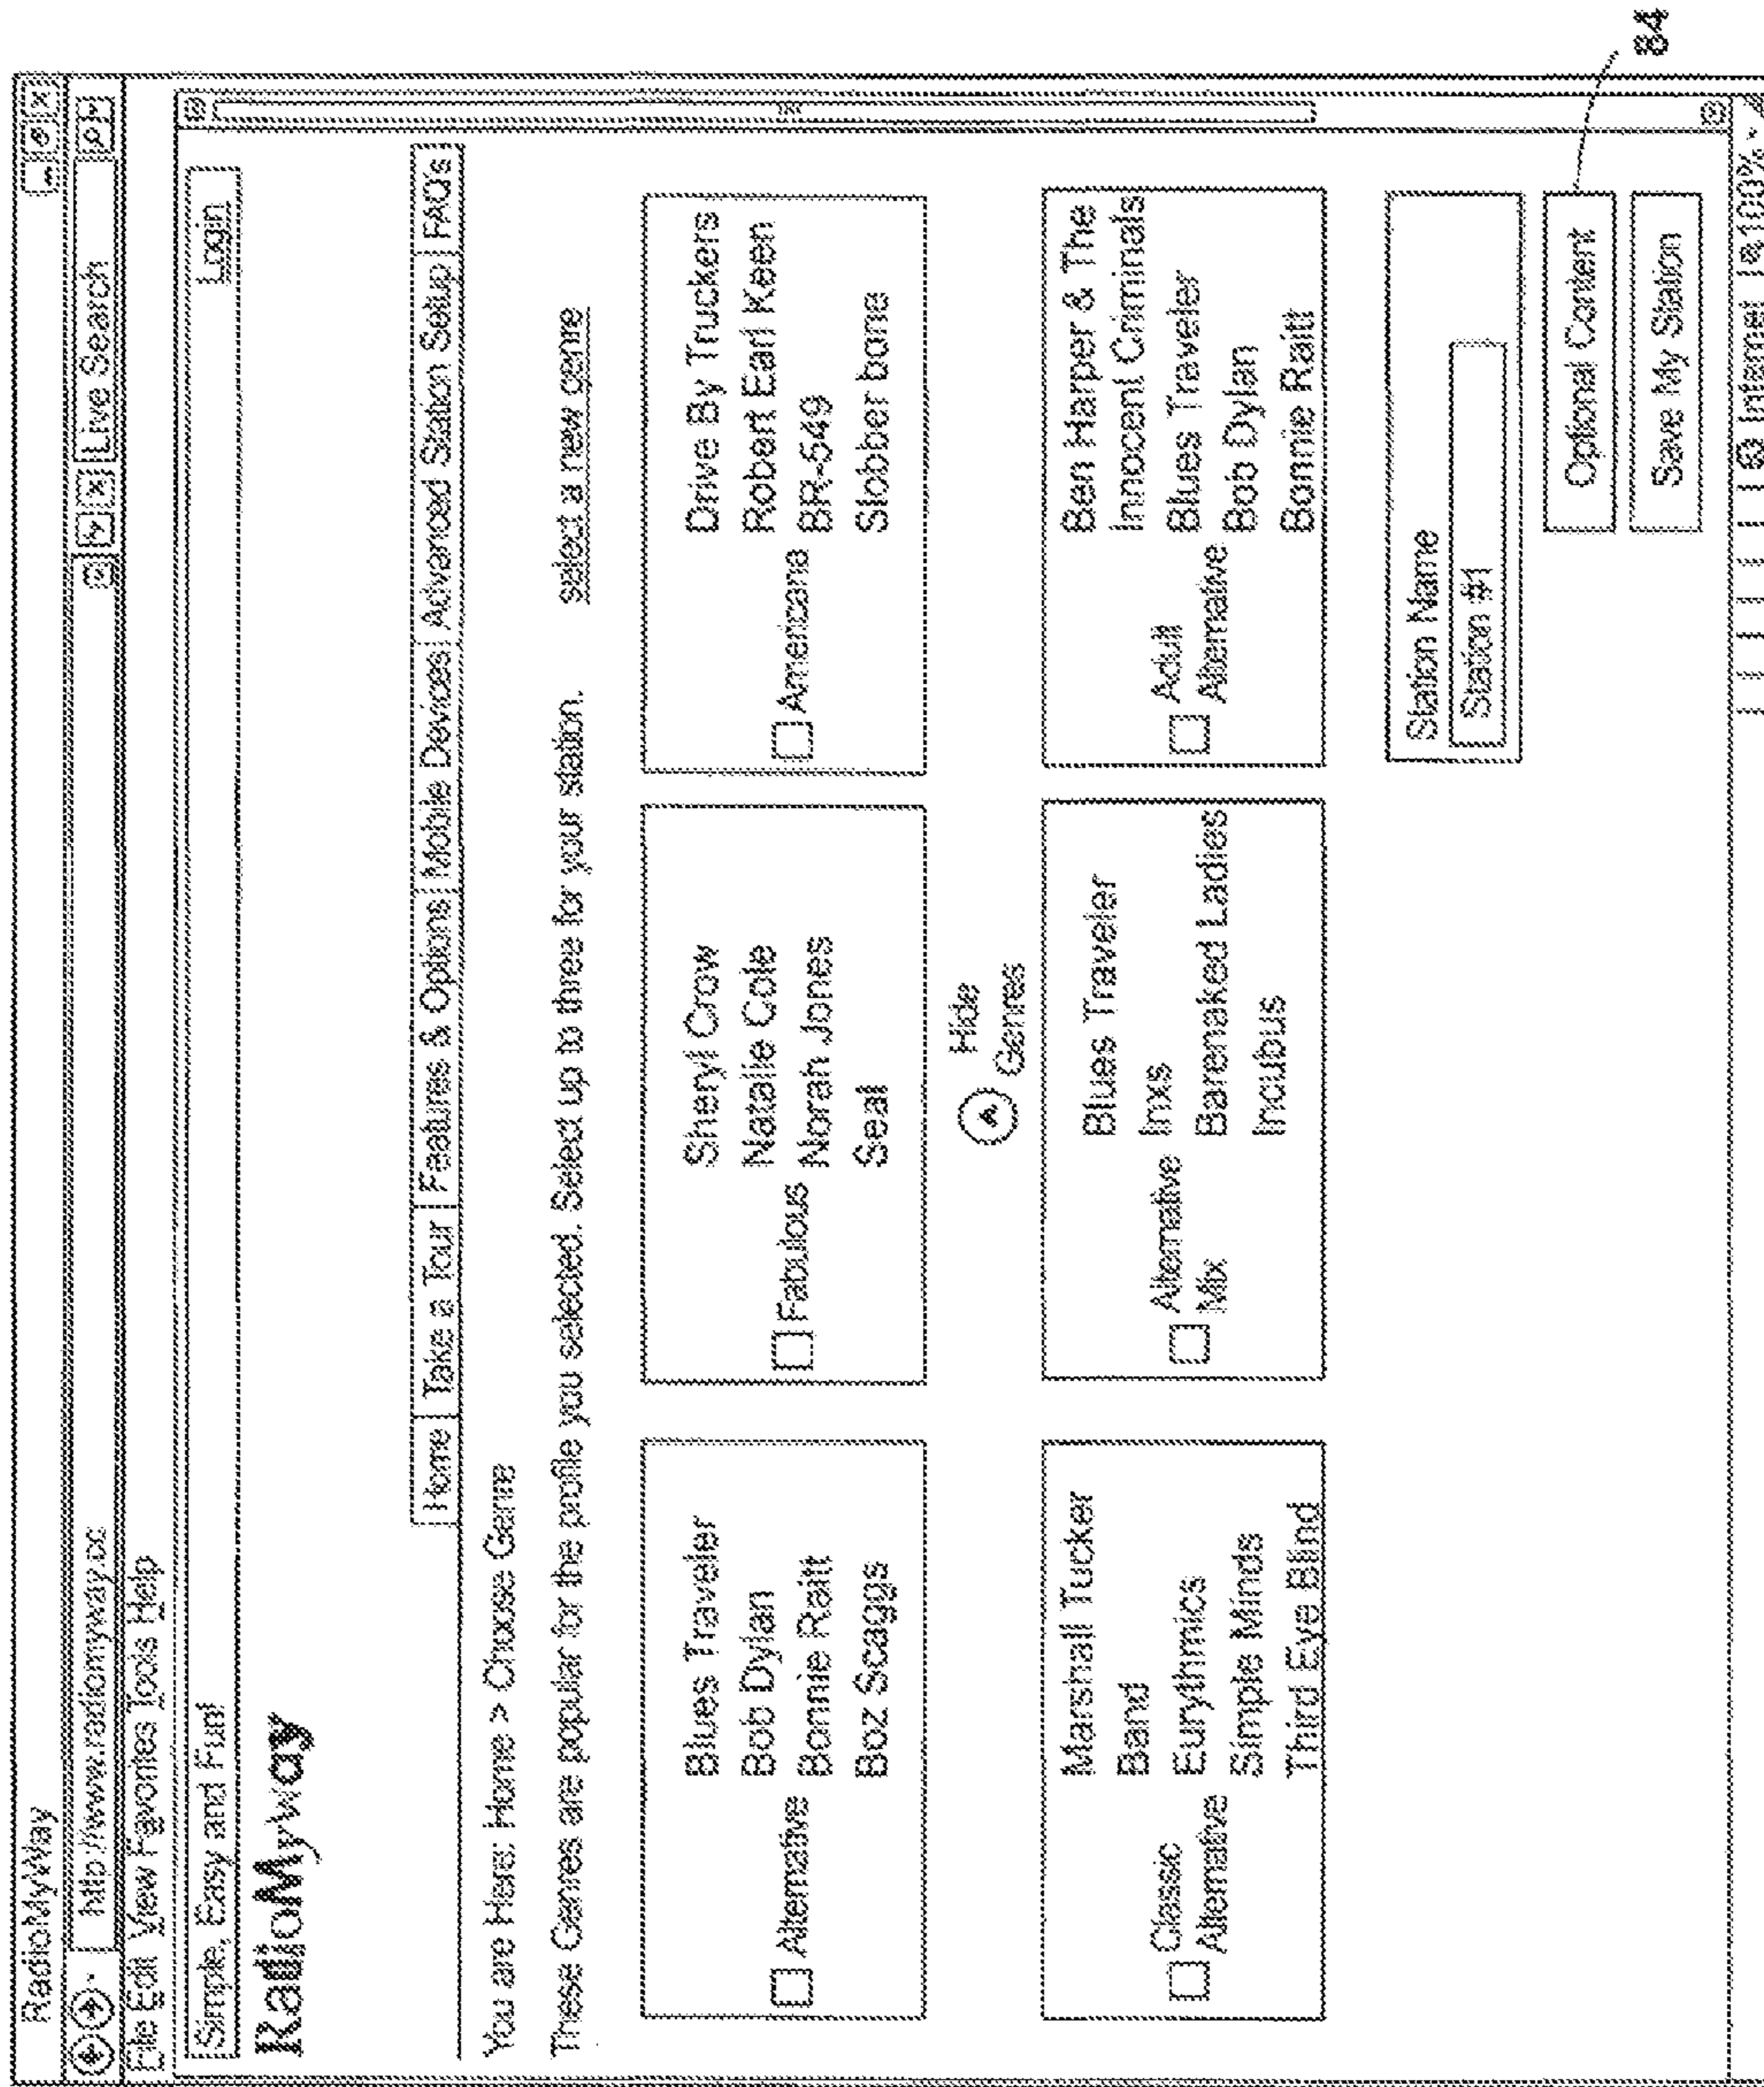 RadioMyWay
http://www.radiomyway.cc
Live Search
File Edit View Favorites Tools Help
Simple, Easy and Fun!
Login
RadioMyway
Home Take a Tour Features & Options Mobile Devices Advanced Station Setup FAQ's
You are Here: Home > Choose Genre
These Genres are popular for the profile you selected. Select up to three for your station.
select a new genre
Alternative
Blues Traveler
Bob Dylan
Bonnie Raitt
Boz Scaggs
Fabulous
Sheryl Crow
Natalie Cole
Norah Jones
Seal
Americana
Drive By Truckers
Robert Earl Keen
BR-549
Slobber bone
Hide
Genres
Classic
Alternative
Marshall Tucker
Band
Eurythmics
Simple Minds
Third Eye Blind
Alternative
Mix
Blues Traveler
Inxs
Barenaked Ladies
Incubus
Adult
Alternative
Ben Harper & The
Innocent Criminals
Blues Traveler
Bob Dylan
Bonnie Raitt
Station Name
Station #1
Optional Content
84
Save My Station
Internet
100%